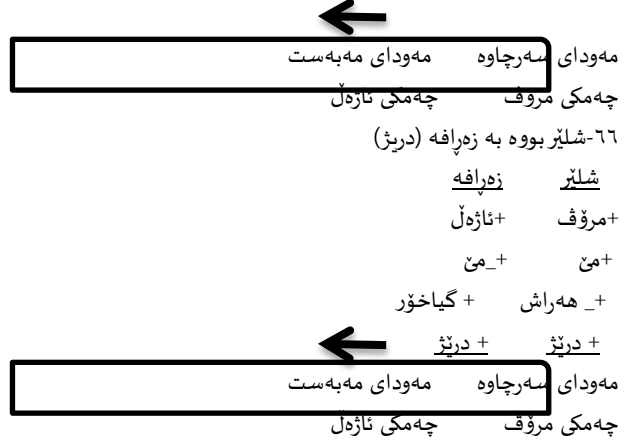 مەودای سەرچاوە مەودای مەبەست
چەمکی مرۆڤ چەمکی ئاژەڵ
٦٦-شلێر بووە بە زەڕافە (دریژ)
شلێر زەڕافە
+مرۆڤ +ئاژەڵ
+مێ +_مێ
+_ هەراش + گیاخۆر
+ درێژ + درێژ
مەودای سەرچاوە مەودای مەبەست
چەمکی مرۆڤ چەمکی ئاژەڵ